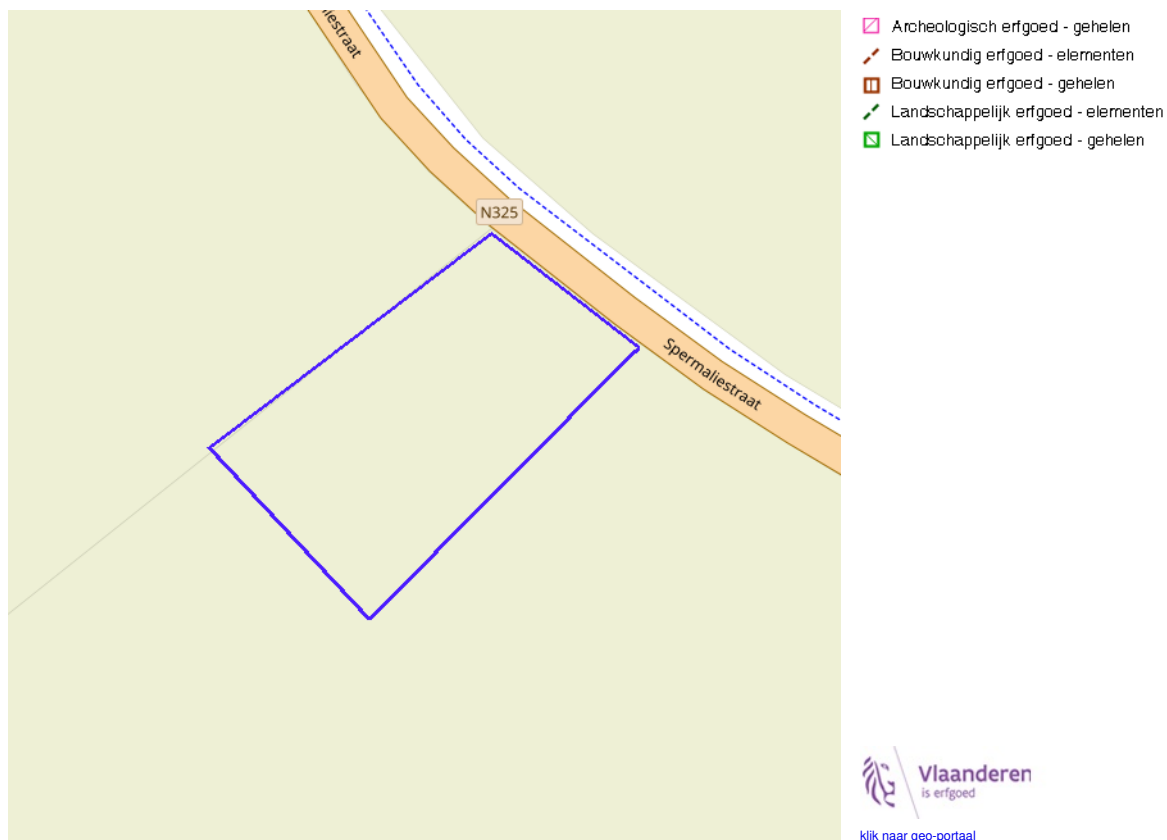 liestraat
N325
Spermaliestraat
Archeologisch erfgoed - gehelen
Bouwkundig erfgoed - elementen
Bouwkundig erfgoed - gehelen
Landschappelijk erfgoed - elementen
Landschappelijk erfgoed - gehelen
Vlaanderen
is erfgoed
klik naar geo-portaal